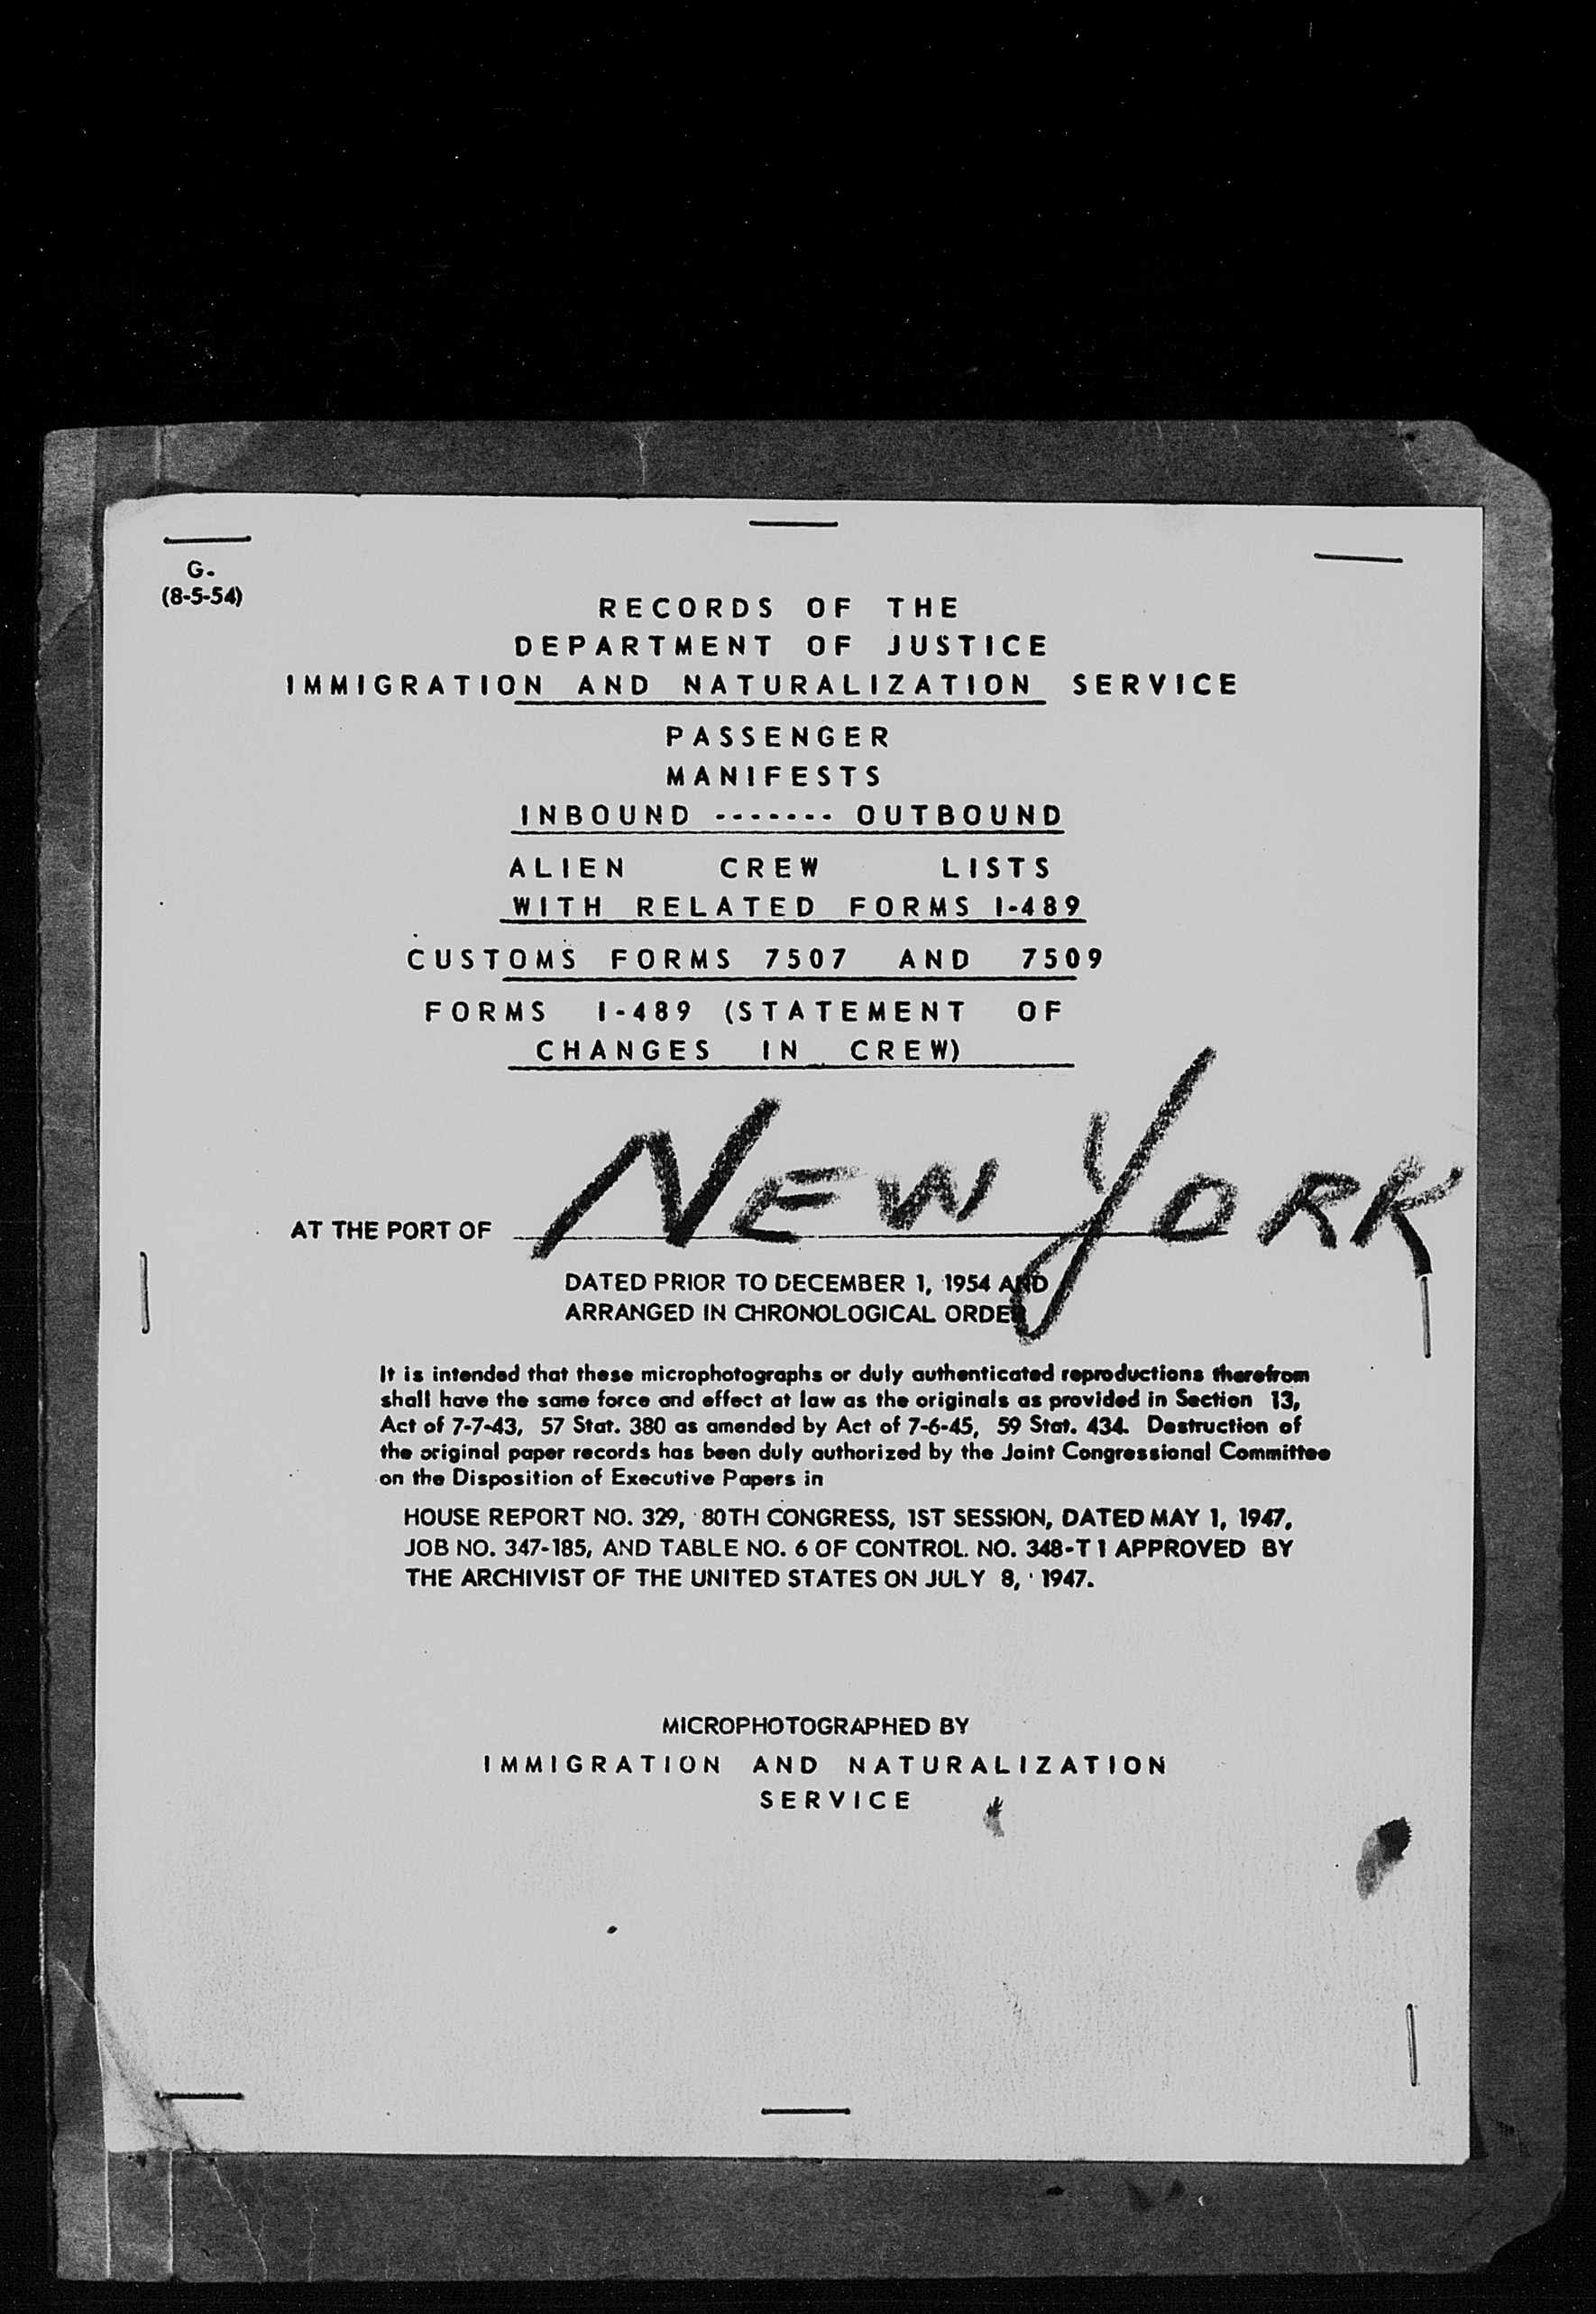 G.
(8-5-54)
RECORDS OF THE
DEPARTMENT OF JUSTICE
IMMIGRATION AND NATURALIZATION SERVICE
PASSENGER
MANIFESTS
INBOUND ------- OUTBOUND
ALIEN CREW LISTS
WITH RELATED FORMS I-489
CUSTOMS FORMS 7507 AND 7509
FORMS I-489 (STATEMENT OF
CHANGES IN CREW)
AT THE PORT OF NEW YORK
DATED PRIOR TO DECEMBER 1, 1954 AND
ARRANGED IN CHRONOLOGICAL ORDER
It is intended that these microphotographs or duly authenticated reproductions therefrom
shall have the same force and effect at law as the originals as provided in Section 13,
Act of 7-7-43, 57 Stat. 380 as amended by Act of 7-6-45, 59 Stat. 434. Destruction of
the original paper records has been duly authorized by the Joint Congressional Committee
on the Disposition of Executive Papers in
HOUSE REPORT NO. 329, 80TH CONGRESS, 1ST SESSION, DATED MAY 1, 1947,
JOB NO. 347-185, AND TABLE NO. 6 OF CONTROL NO. 348-T1 APPROVED BY
THE ARCHIVIST OF THE UNITED STATES ON JULY 8, 1947.
MICROPHOTOGRAPHED BY
IMMIGRATION AND NATURALIZATION
SERVICE